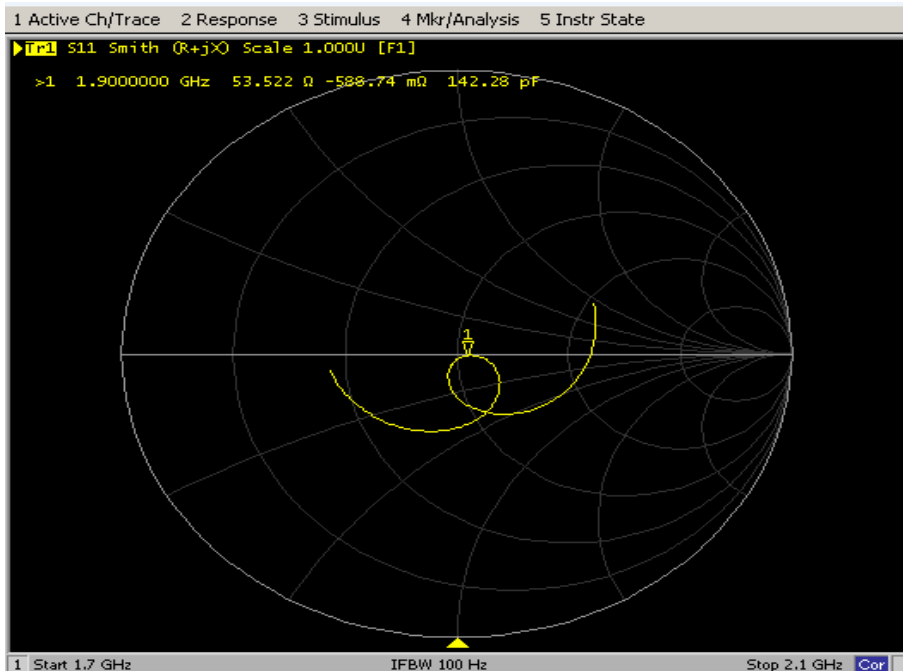 1 Active Ch/Trace 2 Response 3 Stimulus 4 Mkr/Analysis 5 Instr State
Tr1 S11 Smith (R+jX) Scale 1.000U [F1]
>1 1.9000000 GHz 53.522 Ω -588.74 mΩ 142.28 pF
1
1 Start 1.7 GHz IFBW 100 Hz Stop 2.1 GHz Cor